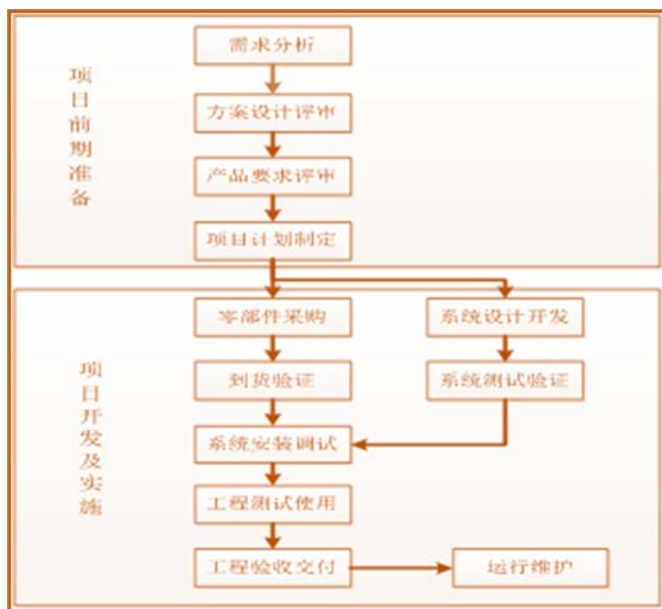 项目前期准备
需求分析
方案设计评审
产品要求评审
项目计划制定
项目开发及实施
零部件采购
系统设计开发
到货验证
系统测试验证
系统安装调试
工程测试使用
工程验收交付
运行维护